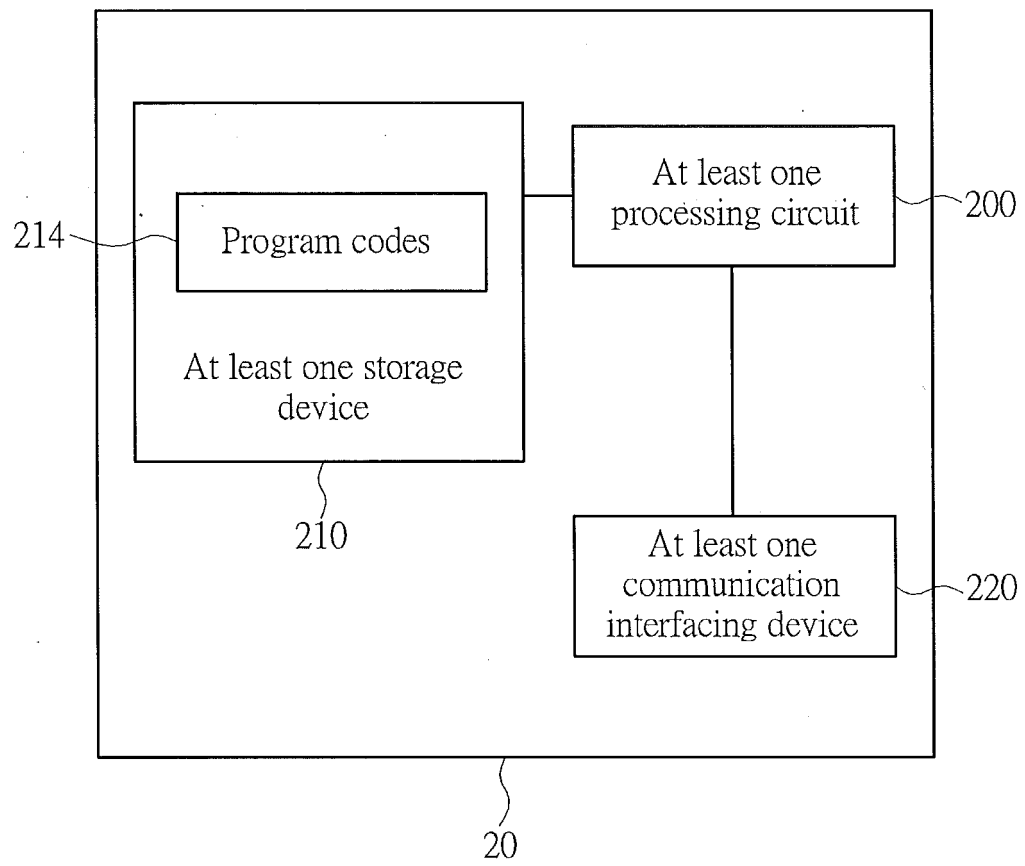 214
Program codes
At least one storage
device
210
At least one
processing circuit
200
At least one
communication
interfacing device
220
20